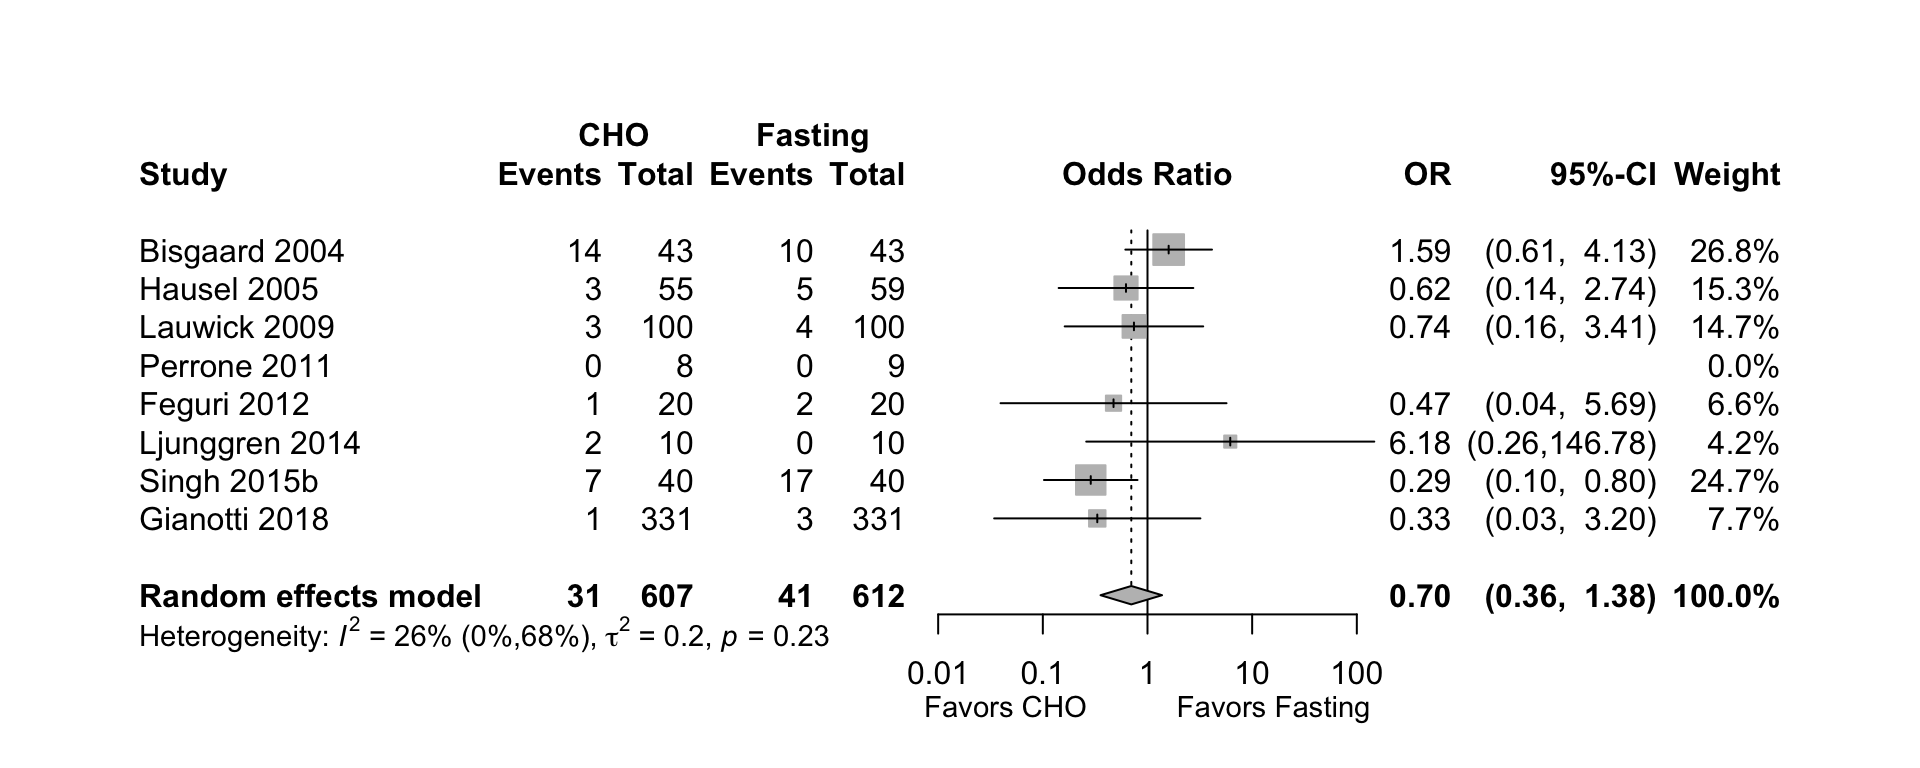 CHO Fasting
Study Events Total Events Total Odds Ratio OR 95%-CI Weight
Bisgaard 2004 14 43 10 43 1.59 (0.61, 4.13) 26.8%
Hausel 2005 3 55 5 59 0.62 (0.14, 2.74) 15.3%
Lauwick 2009 3 100 4 100 0.74 (0.16, 3.41) 14.7%
Perrone 2011 0 8 0 9 0.0%
Feguri 2012 1 20 2 20 0.47 (0.04, 5.69) 6.6%
Ljunggren 2014 2 10 0 10 6.18 (0.26,146.78) 4.2%
Singh 2015b 7 40 17 40 0.29 (0.10, 0.80) 24.7%
Gianotti 2018 1 331 3 331 0.33 (0.03, 3.20) 7.7%
Random effects model 31 607 41 612 0.70 (0.36, 1.38) 100.0%
Heterogeneity: I² = 26% (0%,68%), τ² = 0.2, p = 0.23
0.01 0.1 1 10 100
Favors CHO Favors Fasting